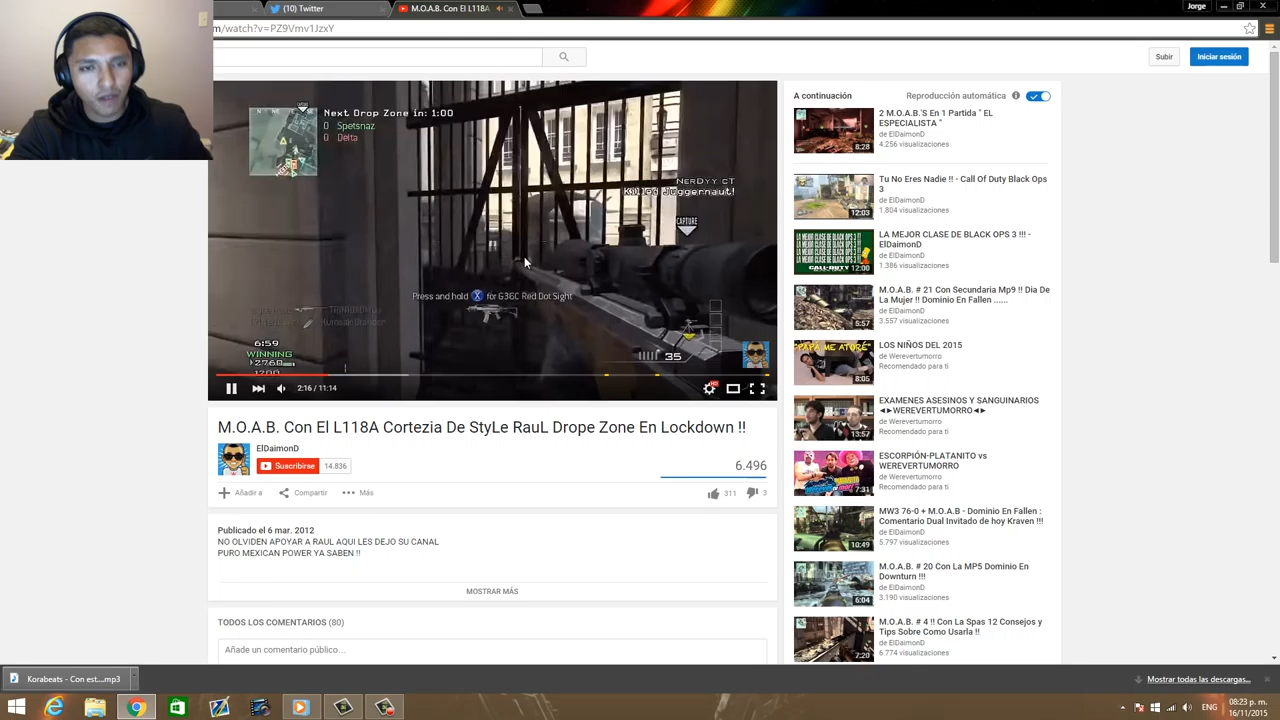 (10) Twitter
M.O.A.B. Con El L118A
Jorge
m/watch?v=PZ9Vmv1JzxY
Subir
Iniciar sesión
Next Drop Zone in: 1:00
0 Spetsnaz
0 Delta
NerDyy cT
Killed Juggernaut!
CAPTURE
Press and hold X for G36C Red Dot Sight
6:59
WINNING
2760
1200
35
2:16 / 11:14
M.O.A.B. Con El L118A Cortezia De StyLe RauL Drope Zone En Lockdown !!
ElDaimonD
Suscribirse 14.836
6.496
Añadir a
Compartir
Más
311
3
Publicado el 6 mar. 2012
NO OLVIDEN APOYAR A RAUL AQUI LES DEJO SU CANAL
PURO MEXICAN POWER YA SABEN !!
MOSTRAR MÁS
TODOS LOS COMENTARIOS (80)
Añade un comentario público...
A continuación
Reproducción automática
2 M.O.A.B.'S En 1 Partida " EL
ESPECIALISTA "
de ElDaimonD
4.256 visualizaciones
8:28
Tu No Eres Nadie !! - Call Of Duty Black Ops
3
de ElDaimonD
1.804 visualizaciones
12:03
LA MEJOR CLASE DE BLACK OPS 3 !!! -
ElDaimonD
de ElDaimonD
1.386 visualizaciones
12:00
M.O.A.B. # 21 Con Secundaria Mp9 !! Dia De
La Mujer !! Dominio En Fallen ......
de ElDaimonD
3.557 visualizaciones
5:57
LOS NIÑOS DEL 2015
de Werevertumorro
Recomendado para ti
"PAPA ME ATORÉ"
8:05
EXAMENES ASESINOS Y SANGUINARIOS
◄►WEREVERTUMORRO◄►
de Werevertumorro
Recomendado para ti
13:57
ESCORPIÓN-PLATANITO vs
WEREVERTUMORRO
de Werevertumorro
Recomendado para ti
7:31
MW3 76-0 + M.O.A.B - Dominio En Fallen :
Comentario Dual Invitado de hoy Kraven !!!
de ElDaimonD
5.797 visualizaciones
10:49
M.O.A.B. # 20 Con La MP5 Dominio En
Downturn !!!
de ElDaimonD
3.190 visualizaciones
6:04
M.O.A.B. # 4 !! Con La Spas 12 Consejos y
Tips Sobre Como Usarla !!
de ElDaimonD
6.774 visualizaciones
7:20
Korabeats - Con est....mp3
Mostrar todas las descargas...
08:23 p. m.
16/11/2015